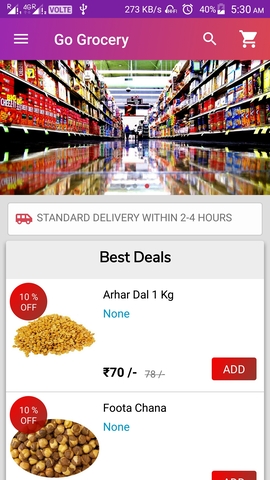 R 4G R VOLTE 273 KB/s 40% 5:30 AM
Go Grocery
STANDARD DELIVERY WITHIN 2-4 HOURS
Best Deals
10 %
OFF
Arhar Dal 1 Kg
None
₹70 /- 78 /-
ADD
10 %
OFF
Foota Chana
None